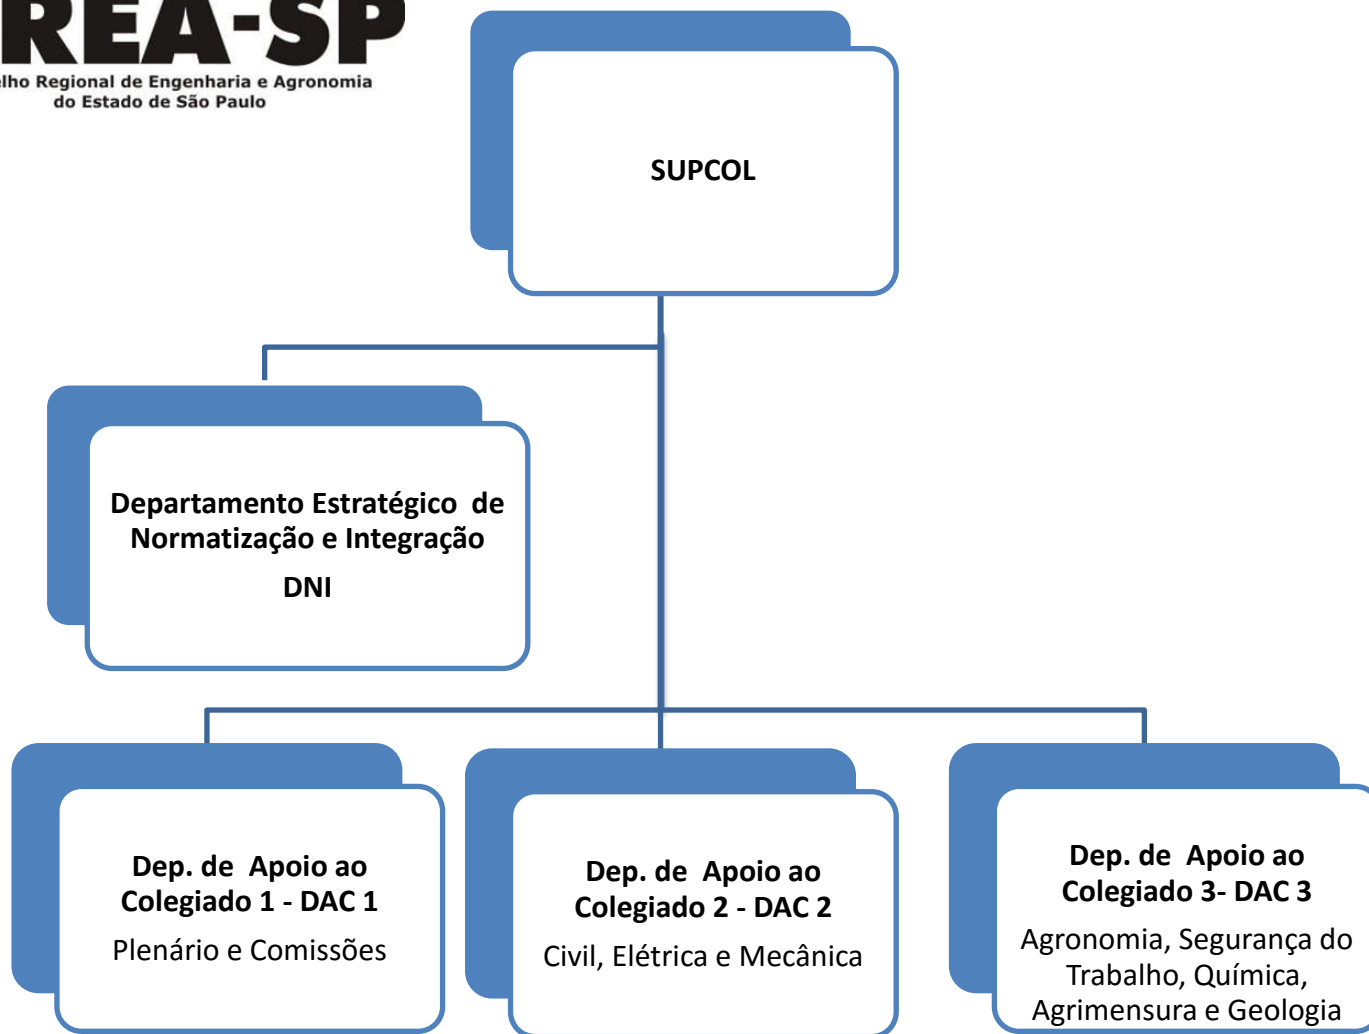 REA-SP
elho Regional de Engenharia e Agronomia
do Estado de São Paulo
SUPCOL
Departamento Estratégico de
Normatização e Integração
DNI
Dep. de Apoio ao
Colegiado 1 - DAC 1
Plenário e Comissões
Dep. de Apoio ao
Colegiado 2 - DAC 2
Civil, Elétrica e Mecânica
Dep. de Apoio ao
Colegiado 3- DAC 3
Agronomia, Segurança do
Trabalho, Química,
Agrimensura e Geologia